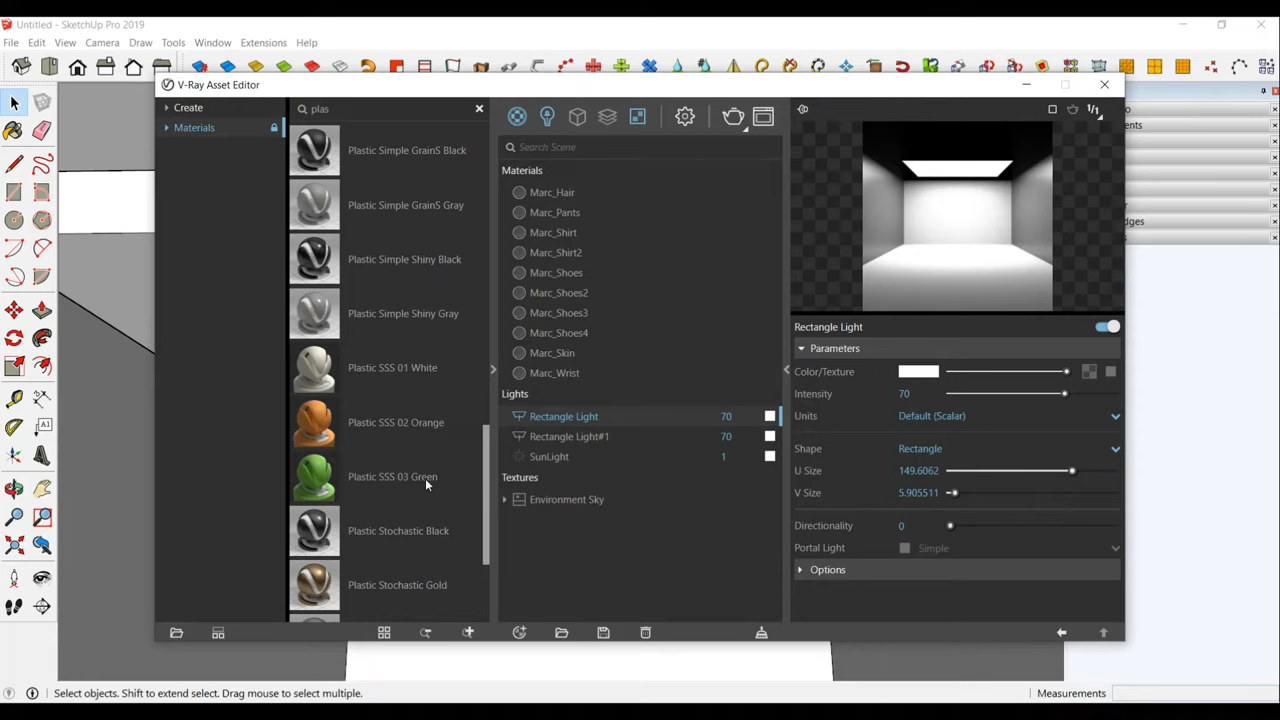 Untitled - SketchUp Pro 2019
File Edit View Camera Draw Tools Window Extensions Help
V-Ray Asset Editor
Create
Materials
plas
Plastic Simple GrainS Black
Plastic Simple GrainS Gray
Plastic Simple Shiny Black
Plastic Simple Shiny Gray
Plastic SSS 01 White
Plastic SSS 02 Orange
Plastic SSS 03 Green
Plastic Stochastic Black
Plastic Stochastic Gold
Search Scene
Materials
Marc_Hair
Marc_Pants
Marc_Shirt
Marc_Shirt2
Marc_Shoes
Marc_Shoes2
Marc_Shoes3
Marc_Shoes4
Marc_Skin
Marc_Wrist
Lights
Rectangle Light 70
Rectangle Light#1 70
SunLight 1
Textures
Environment Sky
1/1
Rectangle Light
Parameters
Color/Texture
Intensity 70
Units Default (Scalar)
Shape Rectangle
U Size 149.6062
V Size 5.905511
Directionality 0
Portal Light Simple
Options
A1
Select objects. Shift to extend select. Drag mouse to select multiple.
Measurements